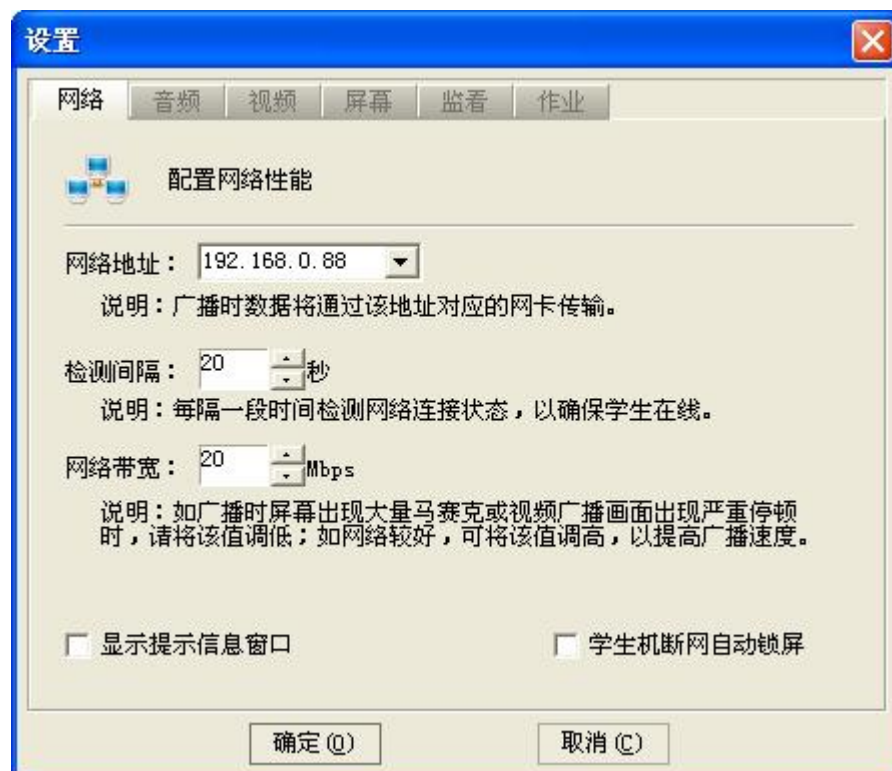 设置
网络 音频 视频 屏幕 监看 作业
配置网络性能
网络地址： 192.168.0.88
说明：广播时数据将通过该地址对应的网卡传输。
检测间隔： 20 秒
说明：每隔一段时间检测网络连接状态，以确保学生在线。
网络带宽： 20 Mbps
说明：如广播时屏幕出现大量马赛克或视频广播画面出现严重停顿
时，请将该值调低；如网络较好，可将该值调高，以提高广播速度。
显示提示信息窗口 学生机断网自动锁屏
确定(O) 取消(C)